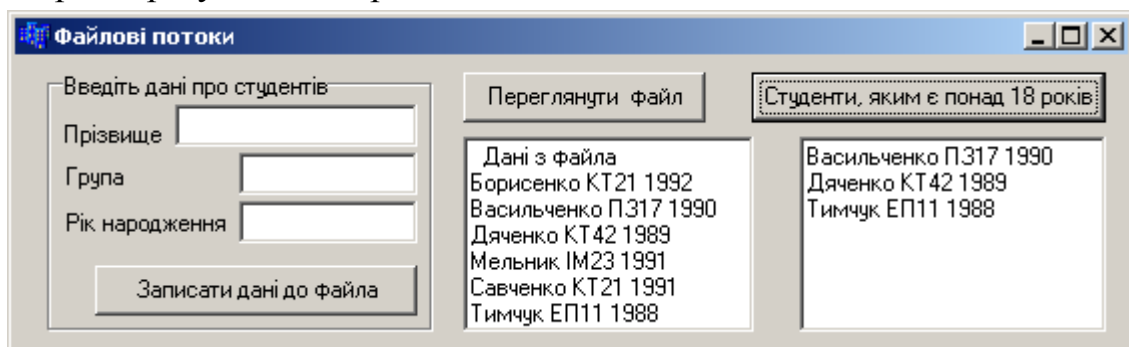 Файлові потоки
Введіть дані про студентів
Прізвище
Група
Рік народження
Записати дані до файла
Переглянути файл
Дані з файла
Борисенко КТ21 1992
Васильченко ПЗ17 1990
Дяченко КТ42 1989
Мельник ІМ23 1991
Савченко КТ21 1991
Тимчук ЕП11 1988
Студенти, яким є понад 18 років
Васильченко ПЗ17 1990
Дяченко КТ42 1989
Тимчук ЕП11 1988